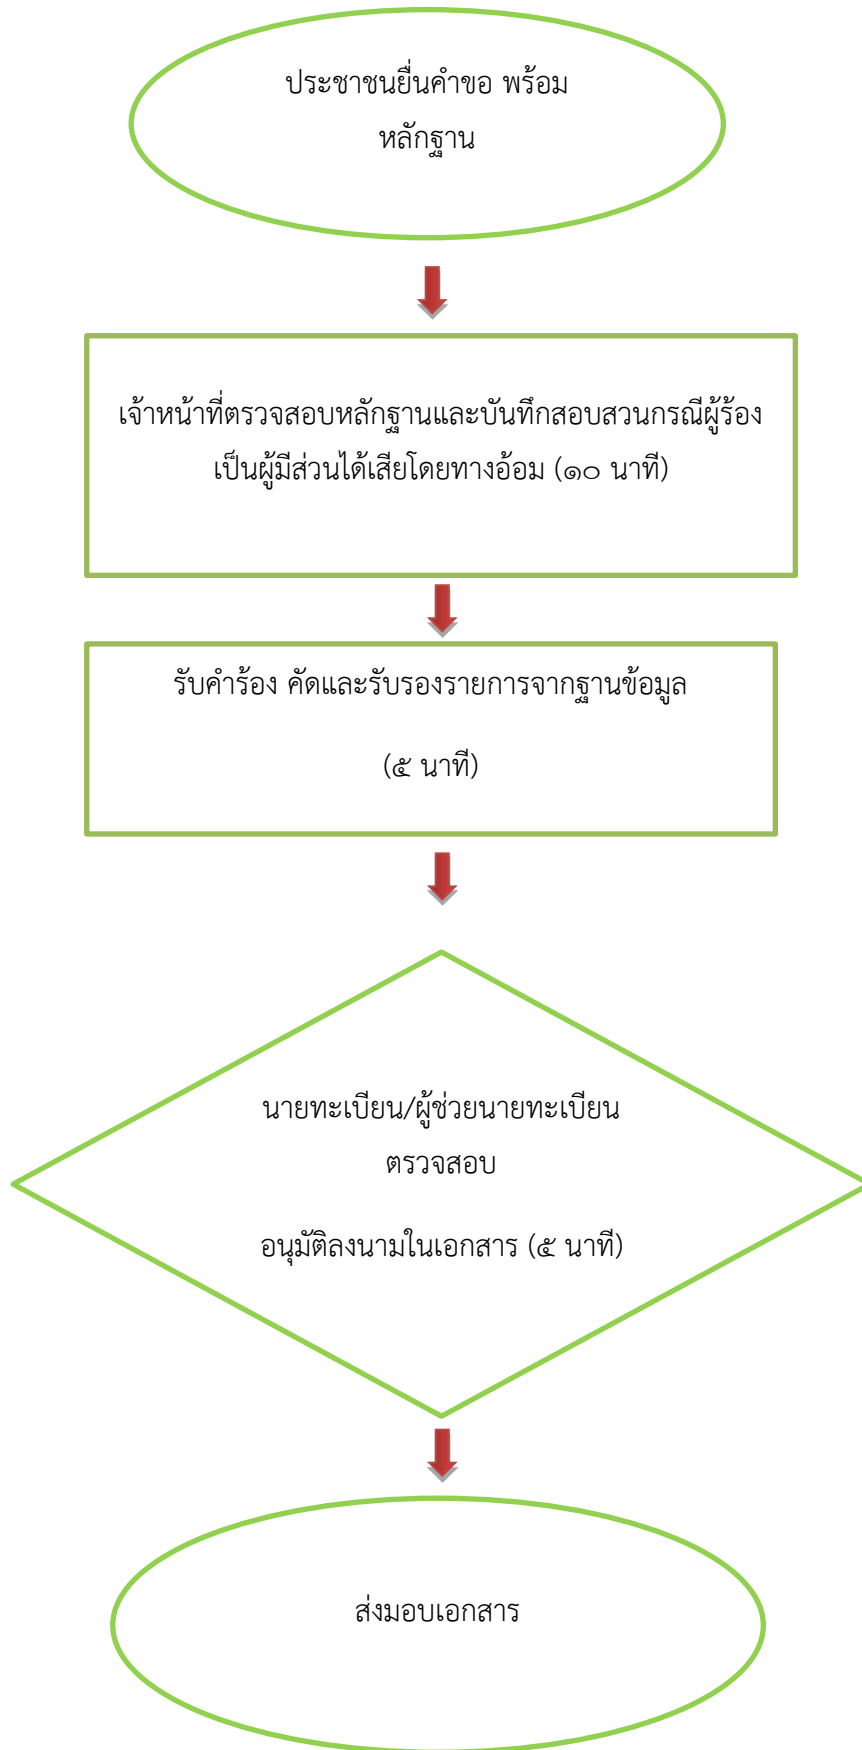 ประชาชนยื่นคำขอ พร้อม
หลักฐาน
เจ้าหน้าที่ตรวจสอบหลักฐานและบันทึกสอบสวนกรณีผู้ร้อง
เป็นผู้มีส่วนได้เสียโดยทางอ้อม (๑๐ นาที)
รับคำร้อง คัดและรับรองรายการจากฐานข้อมูล
(๕ นาที)
นายทะเบียน/ผู้ช่วยนายทะเบียน
ตรวจสอบ
อนุมัติลงนามในเอกสาร (๕ นาที)
ส่งมอบเอกสาร